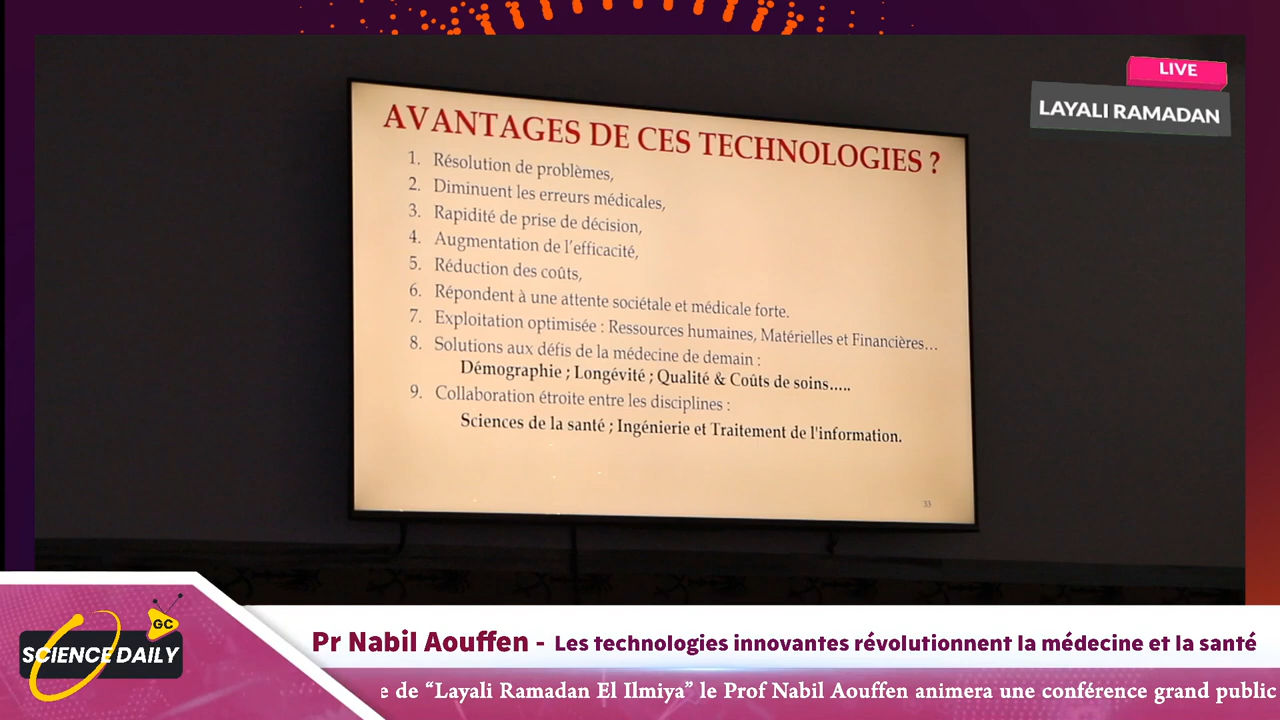 LIVE
LAYALI RAMADAN
AVANTAGES DE CES TECHNOLOGIES ?
1. Résolution de problèmes,
2. Diminuent les erreurs médicales,
3. Rapidité de prise de décision,
4. Augmentation de l'efficacité,
5. Réduction des coûts,
6. Répondent à une attente sociétale et médicale forte.
7. Exploitation optimisée : Ressources humaines, Matérielles et Financières...
8. Solutions aux défis de la médecine de demain :
Démographie ; Longévité ; Qualité & Coûts de soins.....
9. Collaboration étroite entre les disciplines :
Sciences de la santé ; Ingénierie et Traitement de l'information.
33
GC
SCIENCE DAILY
Pr Nabil Aouffen - Les technologies innovantes révolutionnent la médecine et la santé
e de “Layali Ramadan El Ilmiya” le Prof Nabil Aouffen animera une conférence grand public